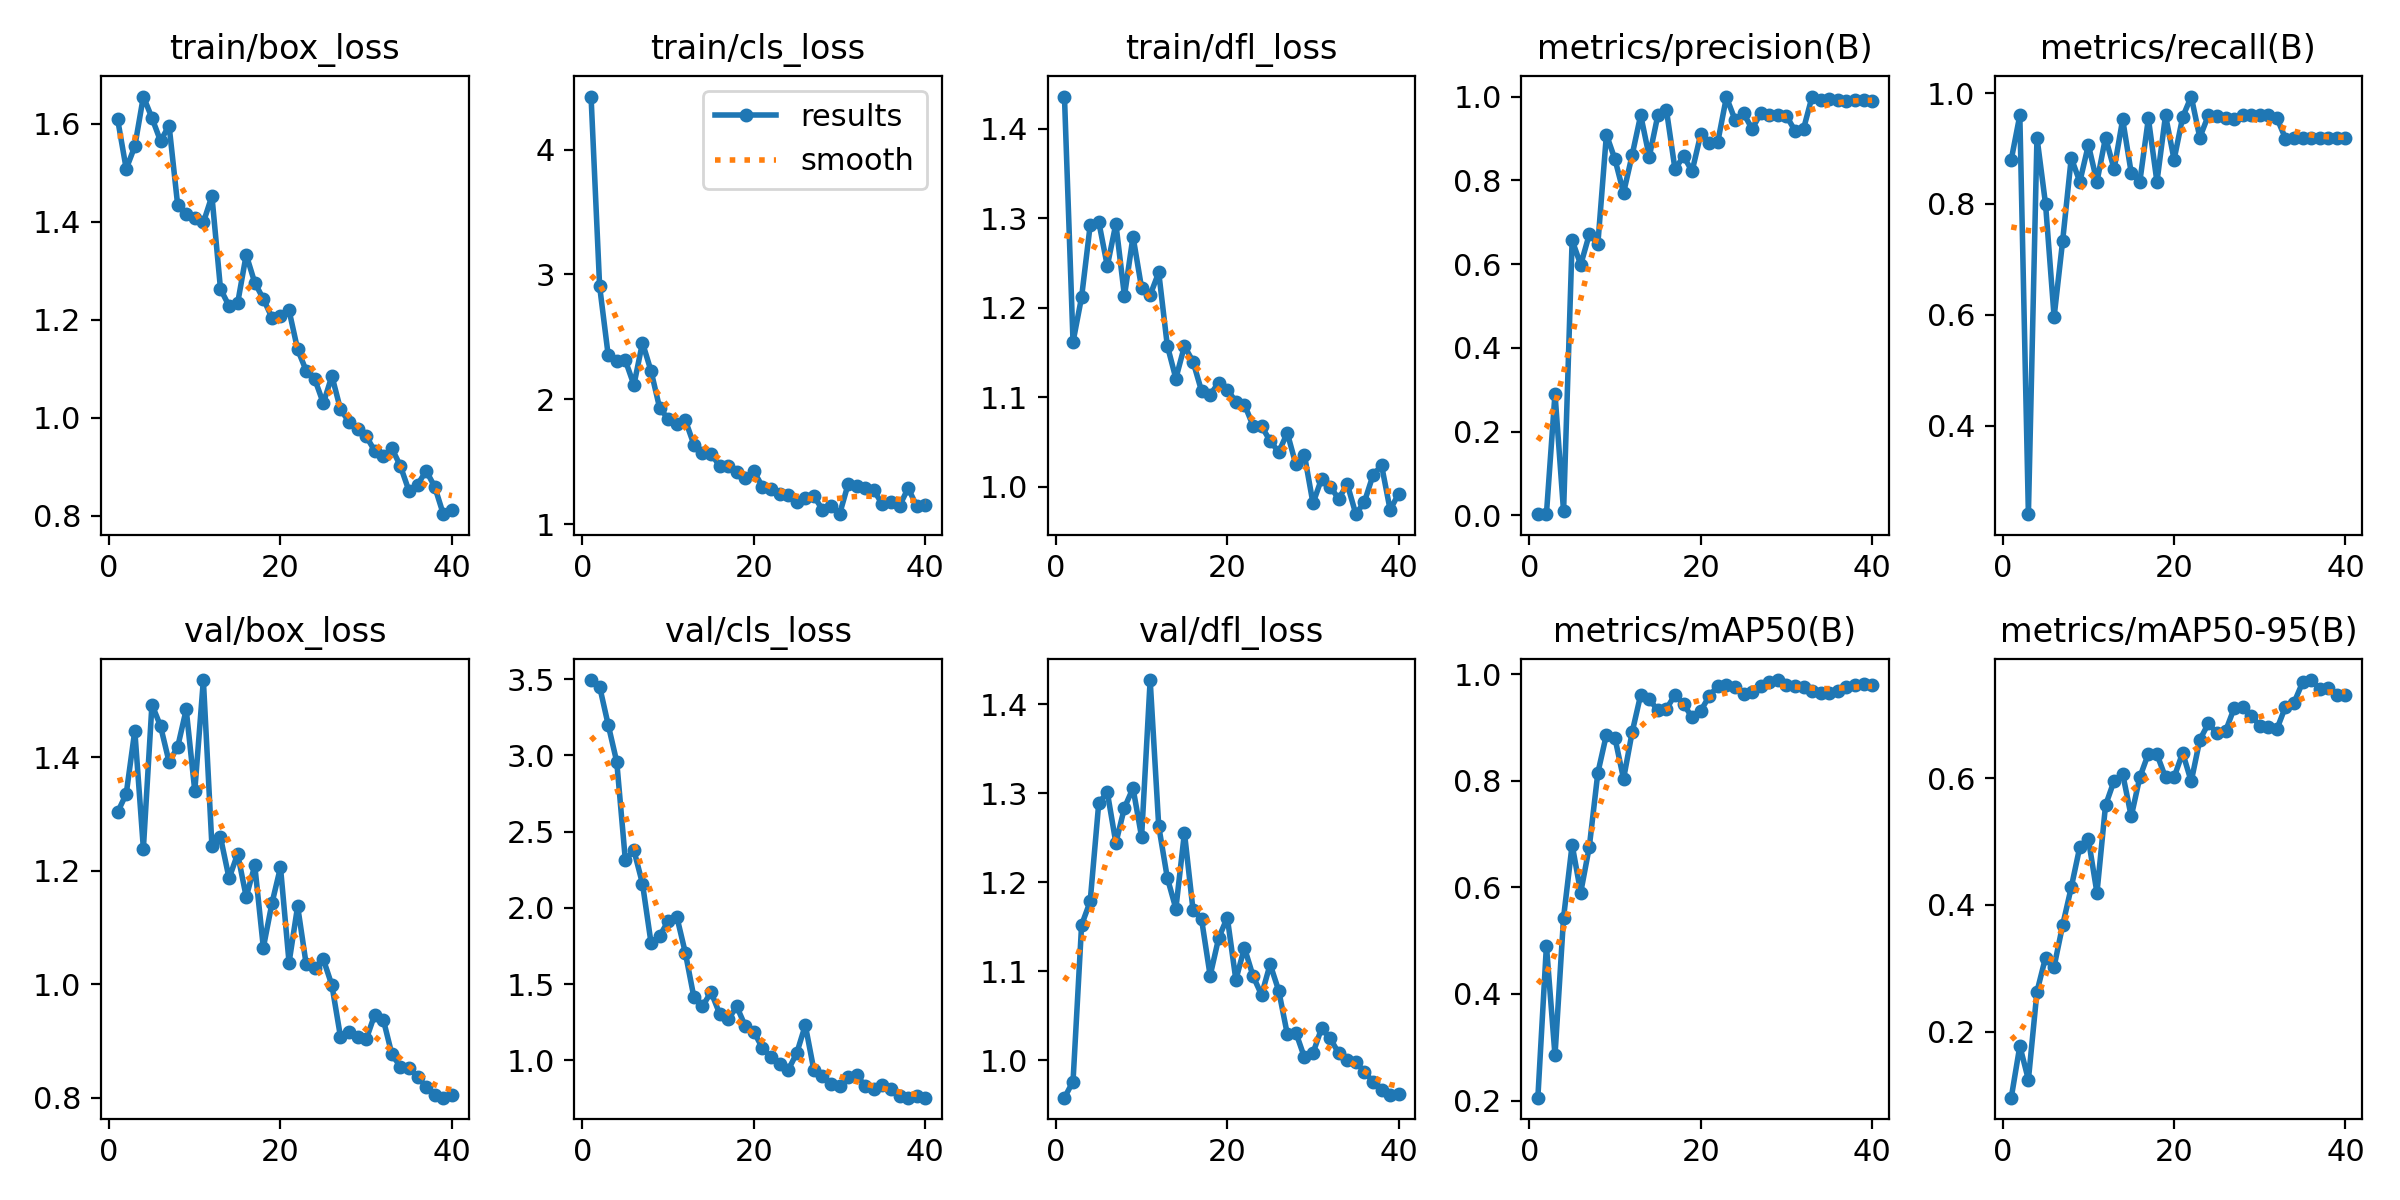 train/box_loss
1.6
1.4
1.2
1.0
0.8
0 20 40
train/cls_loss
results
smooth
4
3
2
1
0 20 40
train/dfl_loss
1.4
1.3
1.2
1.1
1.0
0 20 40
metrics/precision(B)
1.0
0.8
0.6
0.4
0.2
0.0
0 20 40
metrics/recall(B)
1.0
0.8
0.6
0.4
0 20 40
val/box_loss
1.4
1.2
1.0
0.8
0 20 40
val/cls_loss
3.5
3.0
2.5
2.0
1.5
1.0
0 20 40
val/dfl_loss
1.4
1.3
1.2
1.1
1.0
0 20 40
metrics/mAP50(B)
1.0
0.8
0.6
0.4
0.2
0 20 40
metrics/mAP50-95(B)
0.6
0.4
0.2
0 20 40